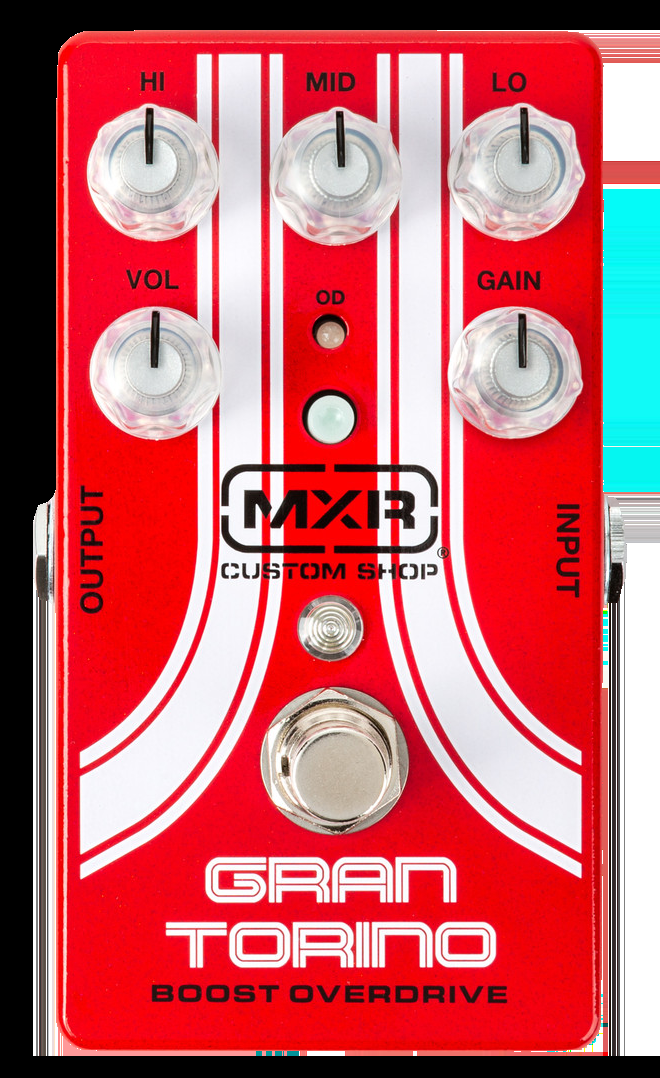 HI MID LO
VOL OD GAIN
MXR
®
CUSTOM SHOP
OUTPUT
INPUT
GRAN
TORINO
BOOST OVERDRIVE